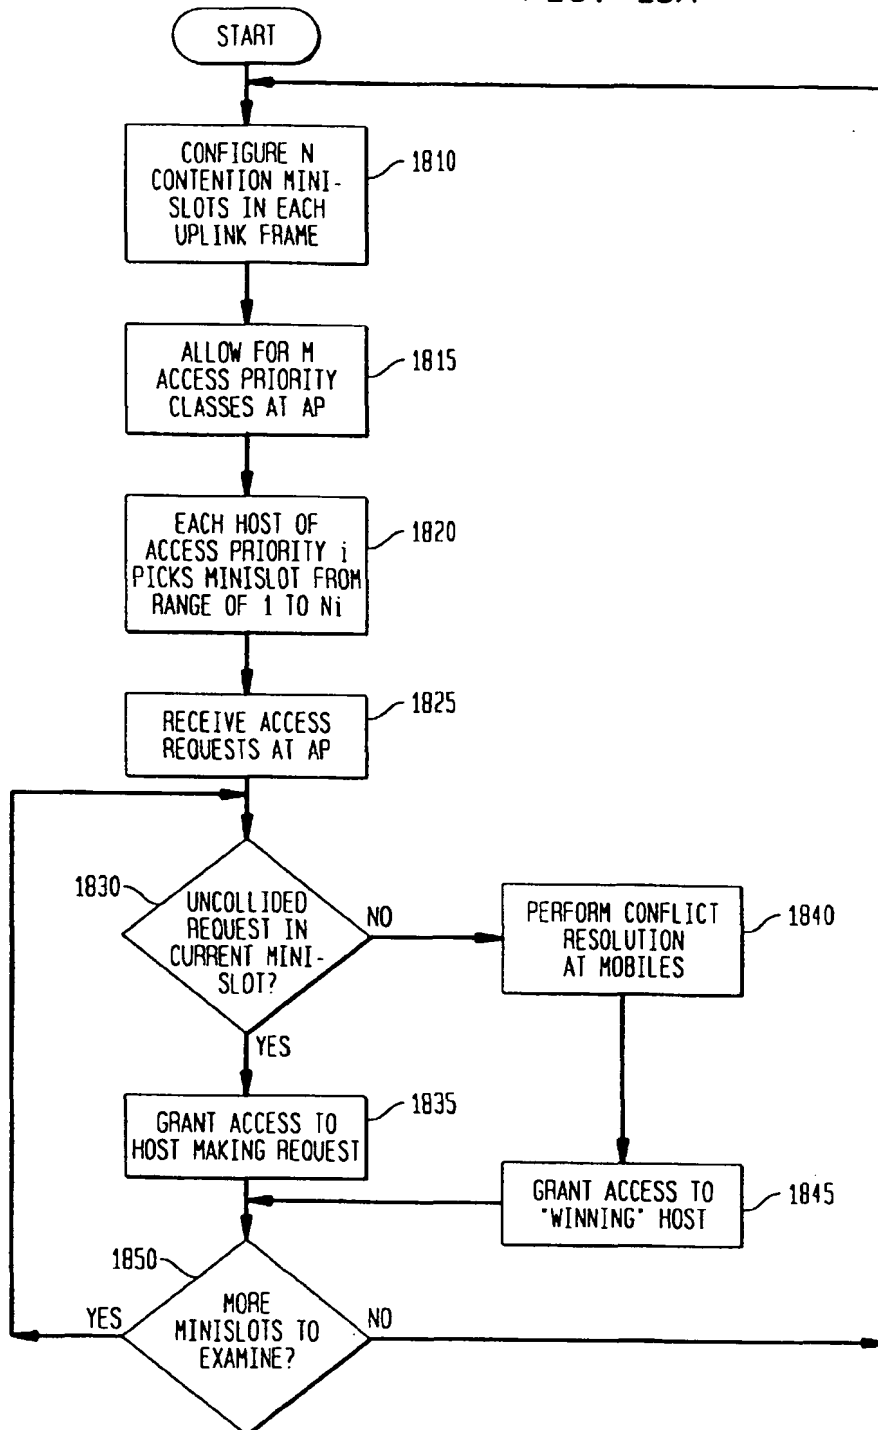 START
CONFIGURE N
CONTENTION MINI-
SLOTS IN EACH
UPLINK FRAME
1810
ALLOW FOR M
ACCESS PRIORITY
CLASSES AT AP
1815
EACH HOST OF
ACCESS PRIORITY i
PICKS MINISLOT FROM
RANGE OF 1 TO Ni
1820
RECEIVE ACCESS
REQUESTS AT AP
1825
1830
UNCOLLIDED
REQUEST IN
CURRENT MINI-
SLOT?
NO
YES
PERFORM CONFLICT
RESOLUTION
AT MOBILES
1840
GRANT ACCESS TO
HOST MAKING REQUEST
1835
GRANT ACCESS TO
"WINNING" HOST
1845
1850
MORE
MINISLOTS TO
EXAMINE?
YES
NO